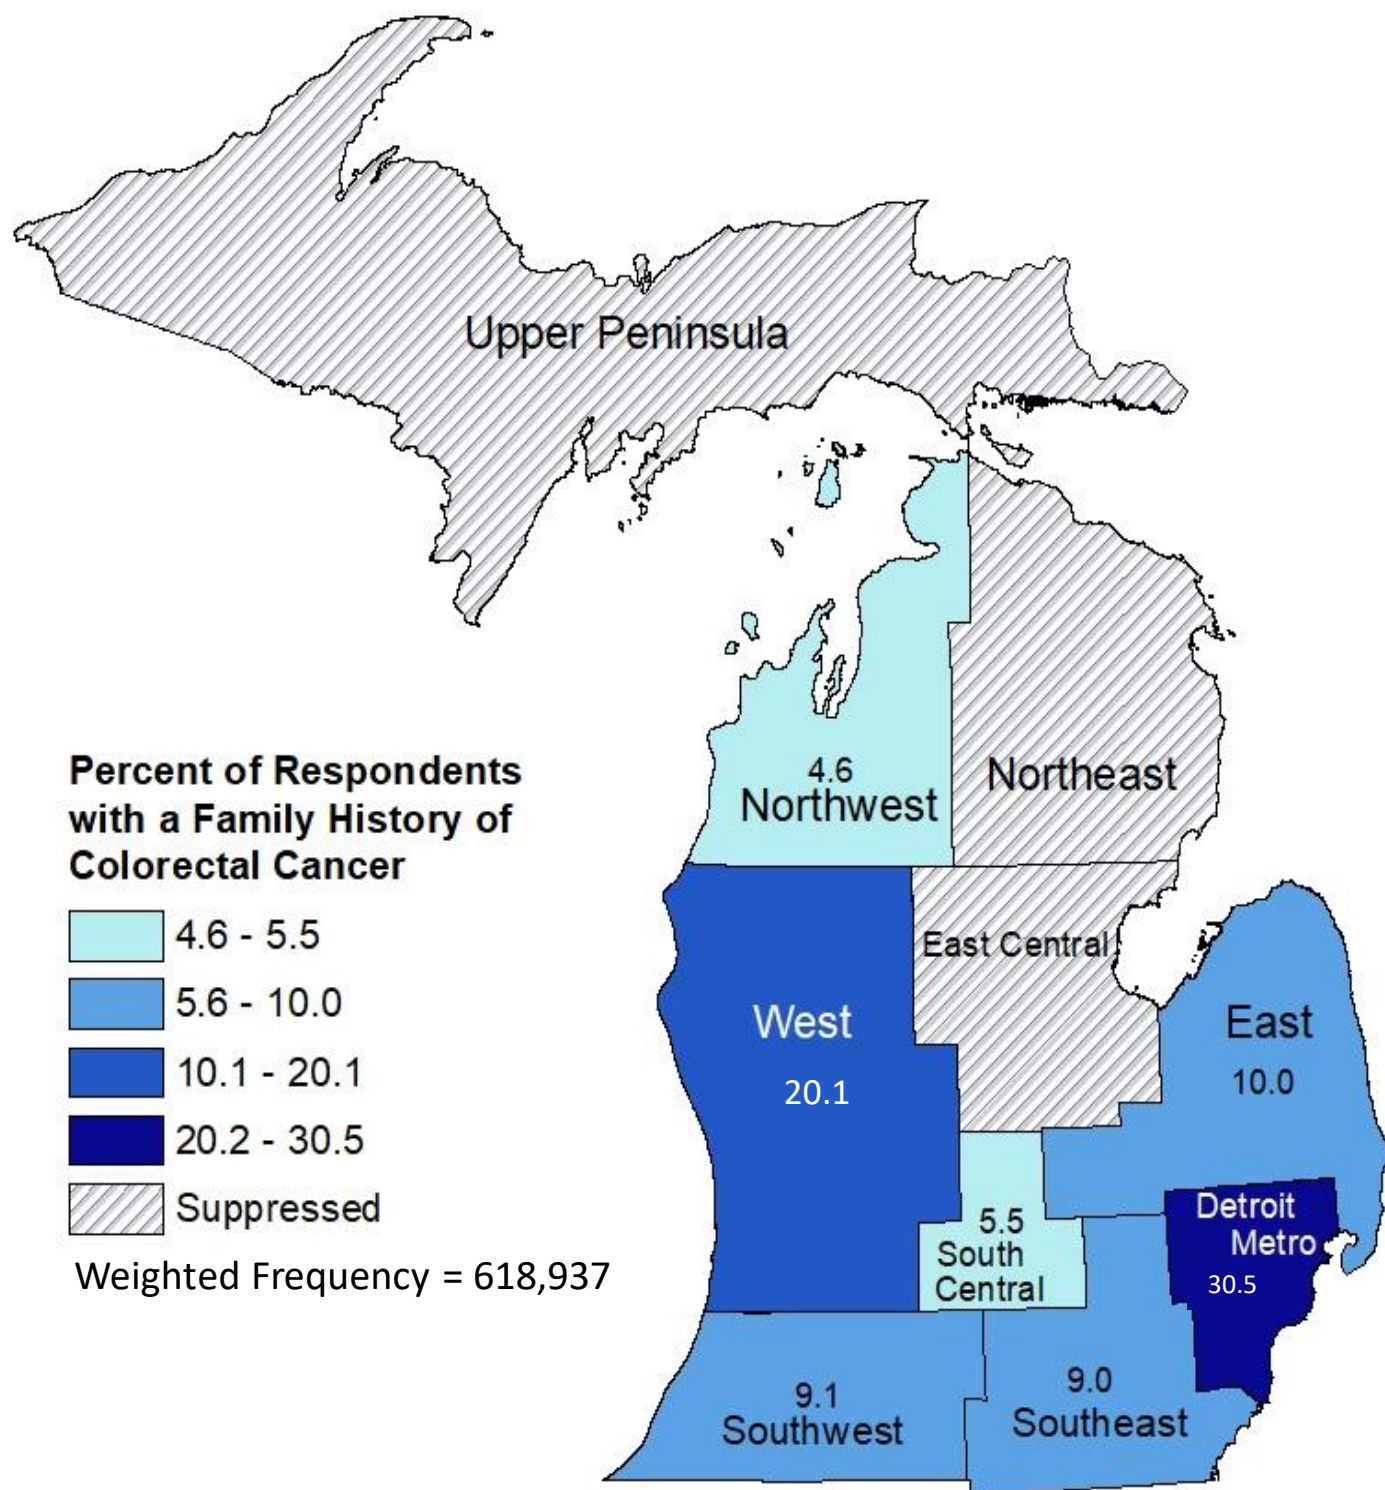 Upper Peninsula
4.6
Northwest
Northeast
Percent of Respondents
with a Family History of
Colorectal Cancer
4.6 - 5.5
5.6 - 10.0
10.1 - 20.1
20.2 - 30.5
Suppressed
Weighted Frequency = 618,937
East Central
West
20.1
East
10.0
5.5
South
Central
Detroit
Metro
30.5
9.1
Southwest
9.0
Southeast